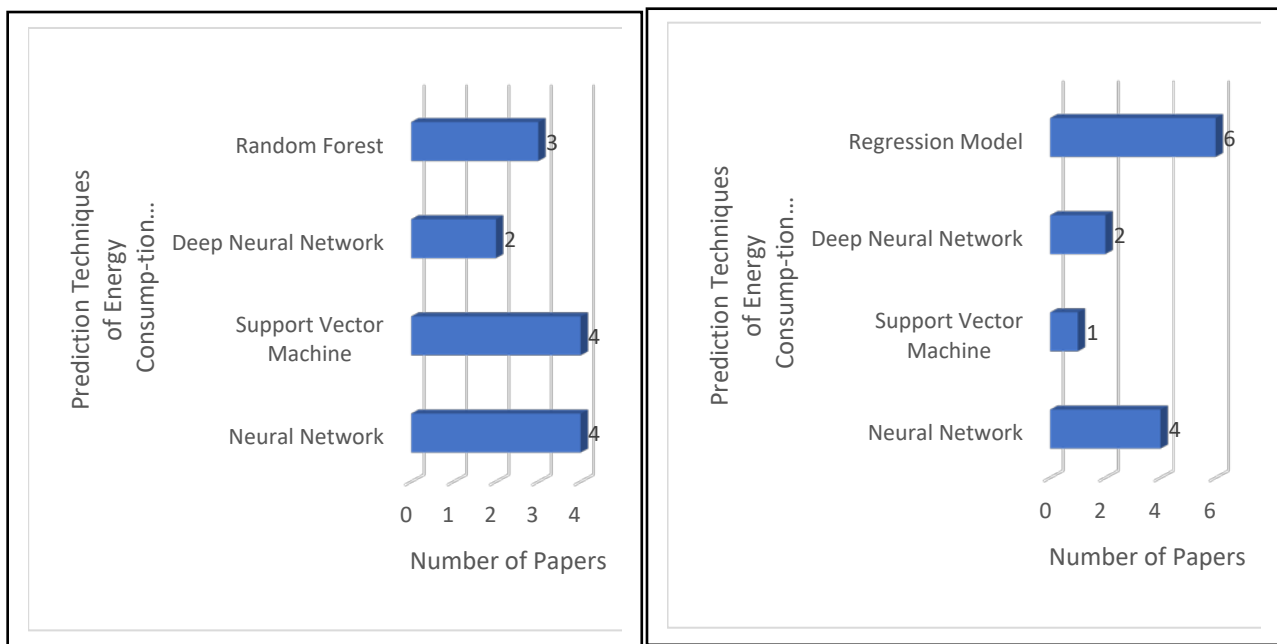 Prediction Techniques
of Energy
Consump-tion...
Random Forest
3
Deep Neural Network
2
Support Vector
Machine
4
Neural Network
4
0 1 2 3 4
Number of Papers
Prediction Techniques
of Energy
Consump-tion...
Regression Model
6
Deep Neural Network
2
Support Vector
Machine
1
Neural Network
4
0 2 4 6
Number of Papers